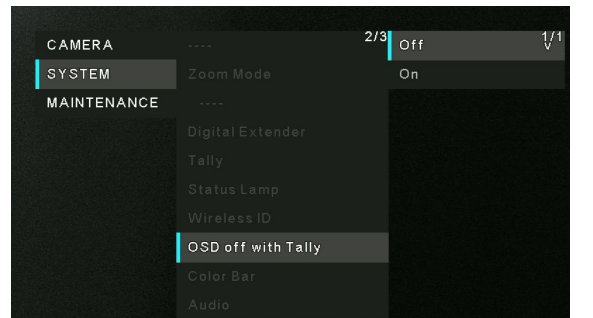 CAMERA
SYSTEM
MAINTENANCE
2/3
----
Zoom Mode
----
Digital Extender
Tally
Status Lamp
Wireless ID
OSD off with Tally
Color Bar
Audio
1/1
Off v
On